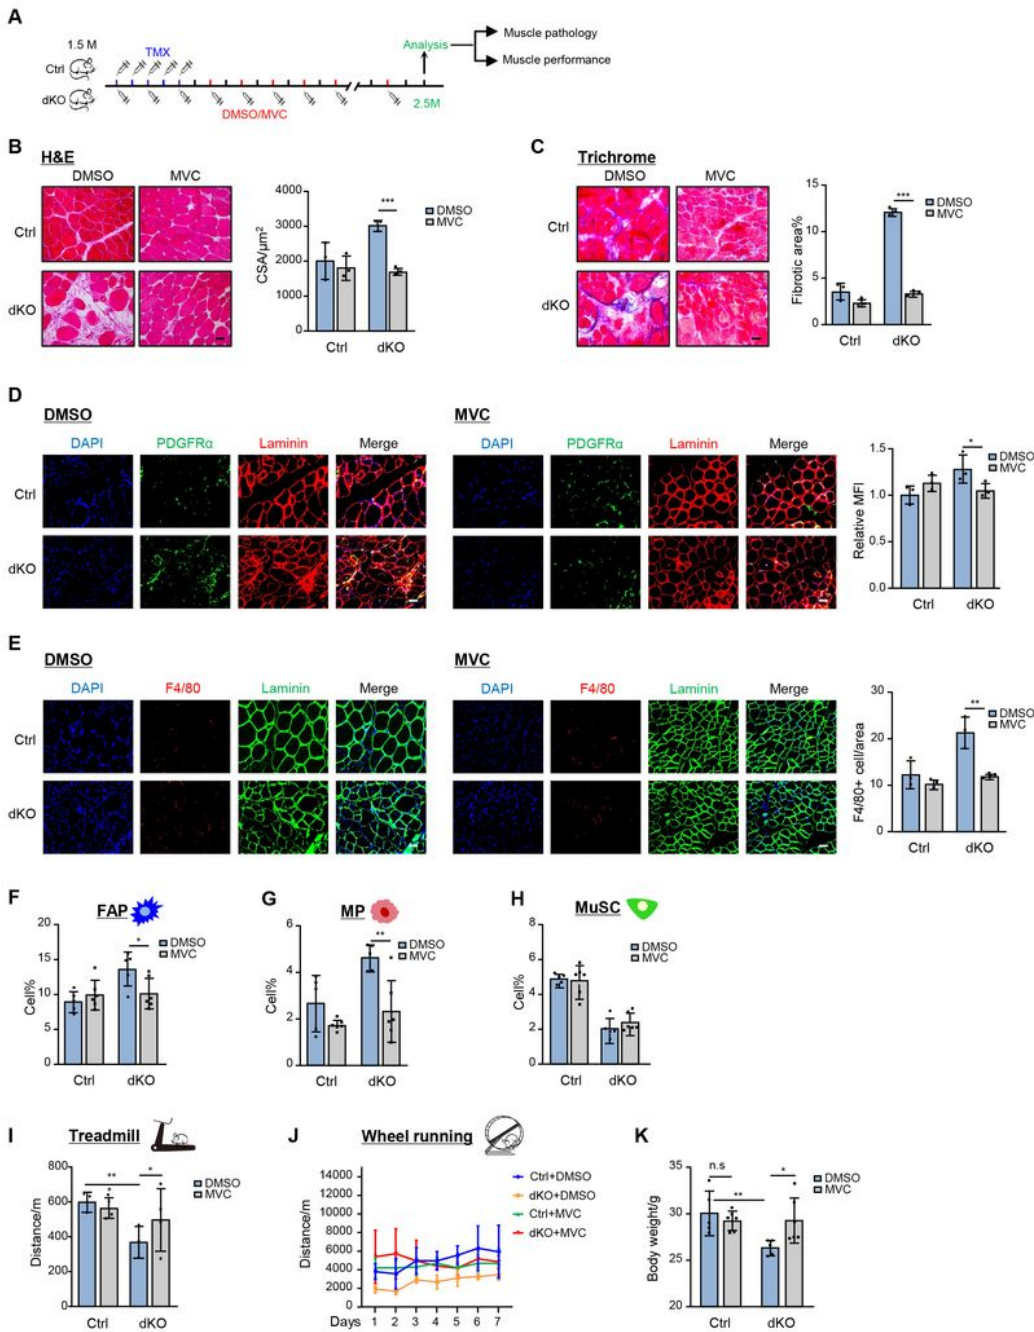 A
1.5 M
TMX
Ctrl
dKO
DMSO/MVC
Analysis
2.5M
Muscle pathology
Muscle performance
B
H&E
DMSO MVC
Ctrl
dKO
CSA/μm²
4000
3000
2000
1000
0
***
DMSO
MVC
Ctrl dKO
C
Trichrome
DMSO MVC
Ctrl
dKO
Fibrotic area%
15
10
5
0
***
DMSO
MVC
Ctrl dKO
D
DMSO
DAPI PDGFRα Laminin Merge
Ctrl
dKO
MVC
DAPI PDGFRα Laminin Merge
Relative MFI
1.5
1.0
0.5
0.0
*
DMSO
MVC
Ctrl dKO
E
DMSO
DAPI F4/80 Laminin Merge
Ctrl
dKO
MVC
DAPI F4/80 Laminin Merge
F4/80+ cell/area
30
20
10
0
**
DMSO
MVC
Ctrl dKO
F
FAP
Cell%
20
15
10
5
0
*
DMSO
MVC
Ctrl dKO
G
MP
Cell%
6
4
2
0
**
DMSO
MVC
Ctrl dKO
H
MuSC
Cell%
8
6
4
2
0
DMSO
MVC
Ctrl dKO
I
Treadmill
Distance/m
800
600
400
200
0
**
*
DMSO
MVC
Ctrl dKO
J
Wheel running
Distance/m
14000
12000
10000
8000
6000
4000
2000
0
Days 1 2 3 4 5 6 7
Ctrl+DMSO
dKO+DMSO
Ctrl+MVC
dKO+MVC
K
Body weight/g
35
30
25
20
n.s
**
*
DMSO
MVC
Ctrl dKO